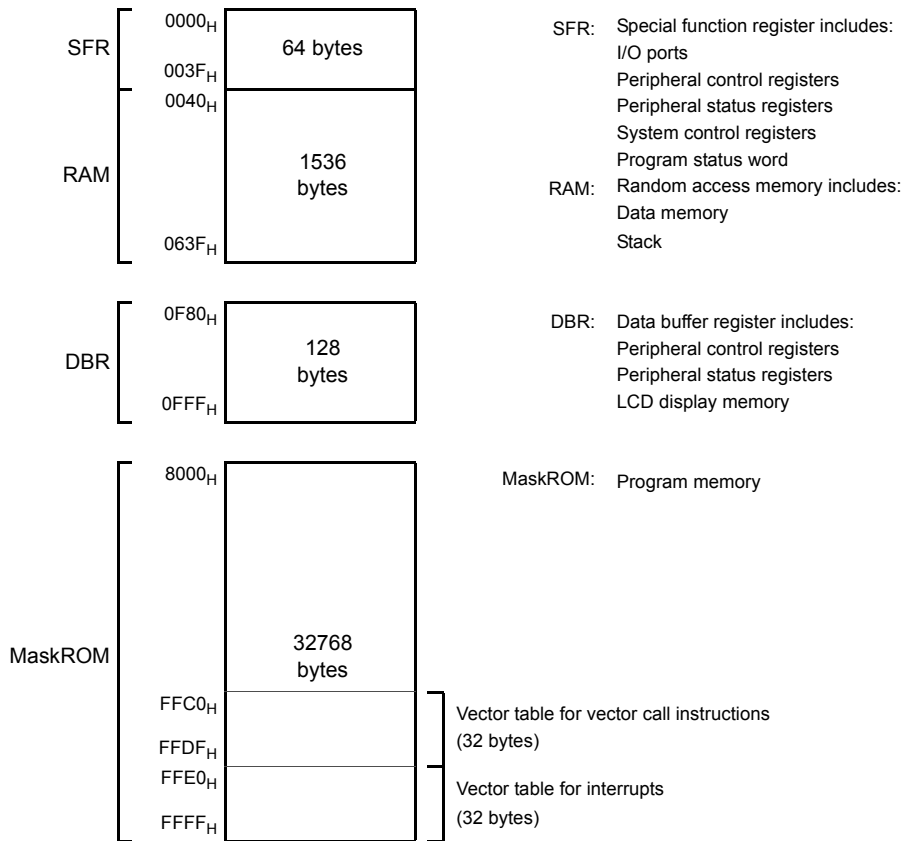 0000H
SFR
64 bytes
003FH
0040H
RAM
1536
bytes
063FH
SFR: Special function register includes:
I/O ports
Peripheral control registers
Peripheral status registers
System control registers
Program status word
RAM: Random access memory includes:
Data memory
Stack
0F80H
DBR
128
bytes
0FFFH
DBR: Data buffer register includes:
Peripheral control registers
Peripheral status registers
LCD display memory
8000H
MaskROM: Program memory
MaskROM
32768
bytes
FFC0H
FFDFH
Vector table for vector call instructions
(32 bytes)
FFE0H
FFFFH
Vector table for interrupts
(32 bytes)